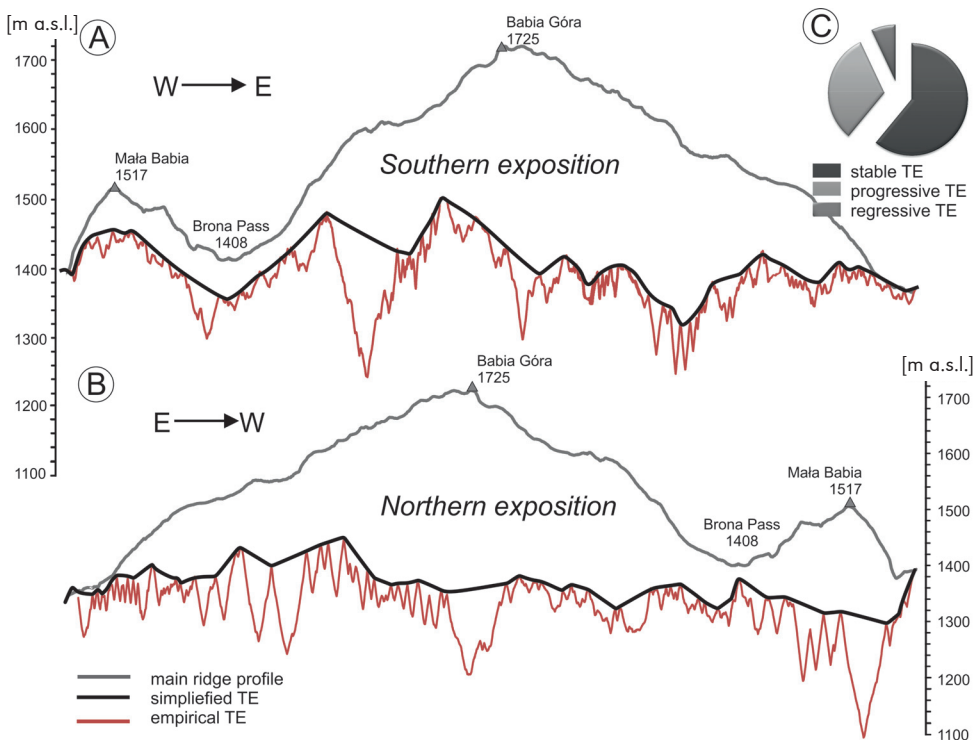 [m a.s.l.]
A
1700
1600
1500
1400
1300
1200
1100
W E
Mała Babia
1517
Brona Pass
1408
Babia Góra
1725
Southern exposition
C
stable TE
progressive TE
regressive TE
B
E W
Babia Góra
1725
Northern exposition
Brona Pass
1408
Mała Babia
1517
[m a.s.l.]
1700
1600
1500
1400
1300
1200
1100
main ridge profile
simpliefied TE
empirical TE